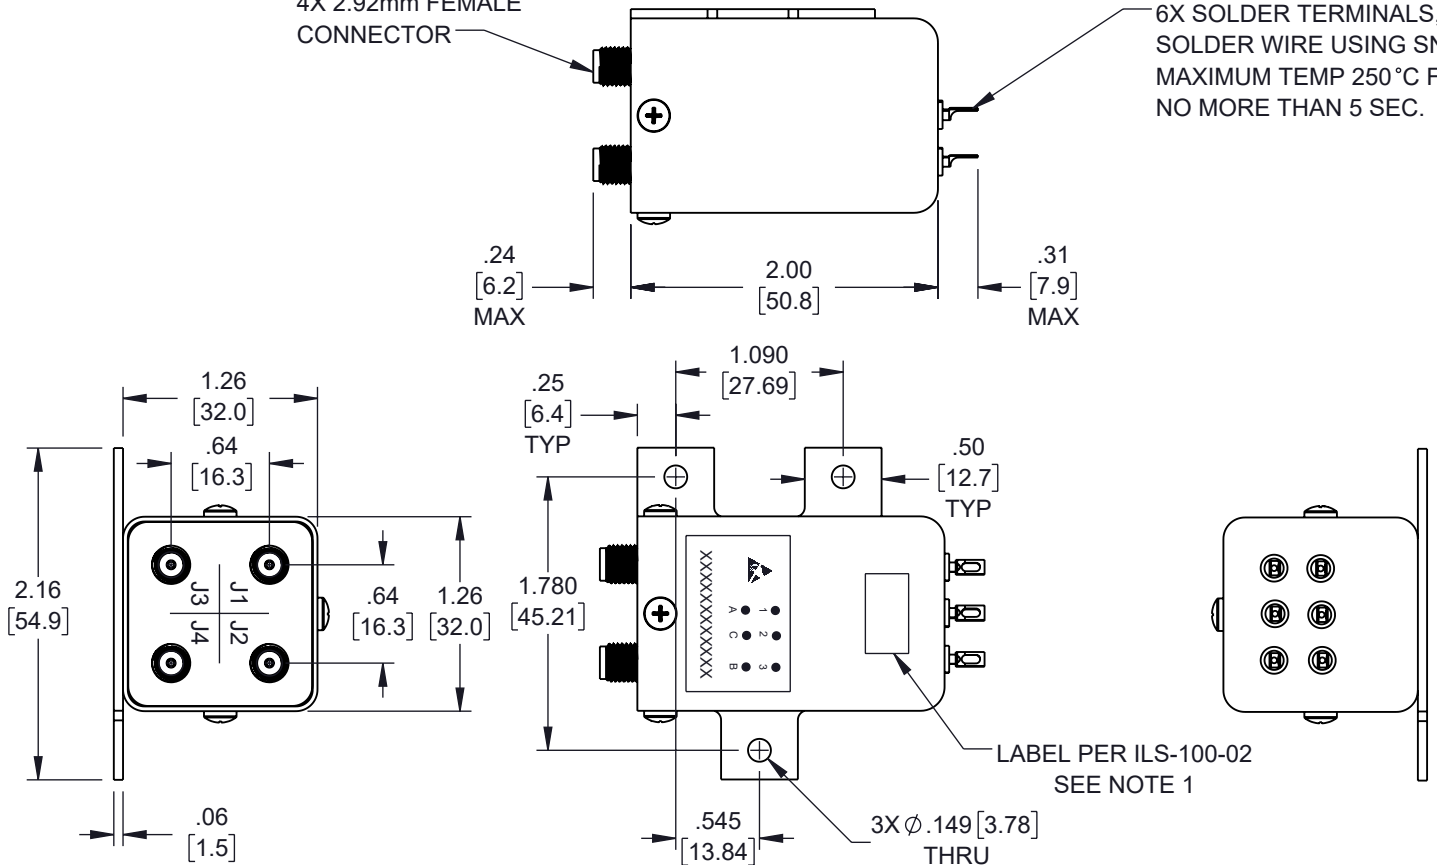 4X 2.92mm FEMALE
CONNECTOR
6X SOLDER TERMINALS,
SOLDER WIRE USING
MAXIMUM TEMP 250°C
NO MORE THAN 5 SEC.
.24
[6.2]
MAX
2.00
[50.8]
.31
[7.9]
MAX
1.26
[32.0]
.64
[16.3]
2.16
[54.9]
J3
J1
J4
J2
.64
[16.3]
1.26
[32.0]
.06
[1.5]
.25
[6.4]
TYP
1.090
[27.69]
.50
[12.7]
TYP
1.780
[45.21]
XXXXXXXXXXXXX
A
1
C
2
B
3
LABEL PER ILS-100-02
SEE NOTE 1
.545
[13.84]
3X Ø.149 [3.78]
THRU